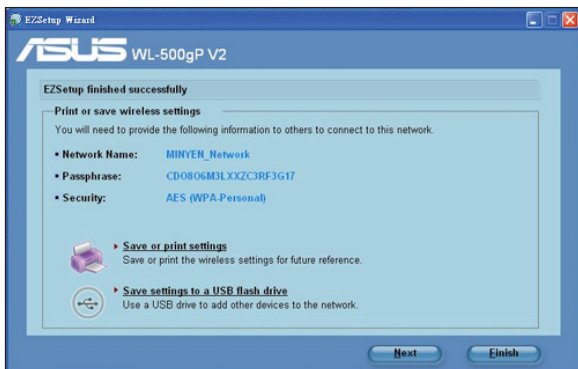 EZSetup Wizard
ASUS WL-500gP V2
EZSetup finished successfully
Print or save wireless settings
You will need to provide the following information to others to connect to this network.
• Network Name: MINYEN_Network
• Passphrase: CDO8O6M3LXXZC3RF3G17
• Security: AES (WPA-Personal)
Save or print settings
Save or print the wireless settings for future reference.
Save settings to a USB flash drive
Use a USB drive to add other devices to the network.
Next Finish